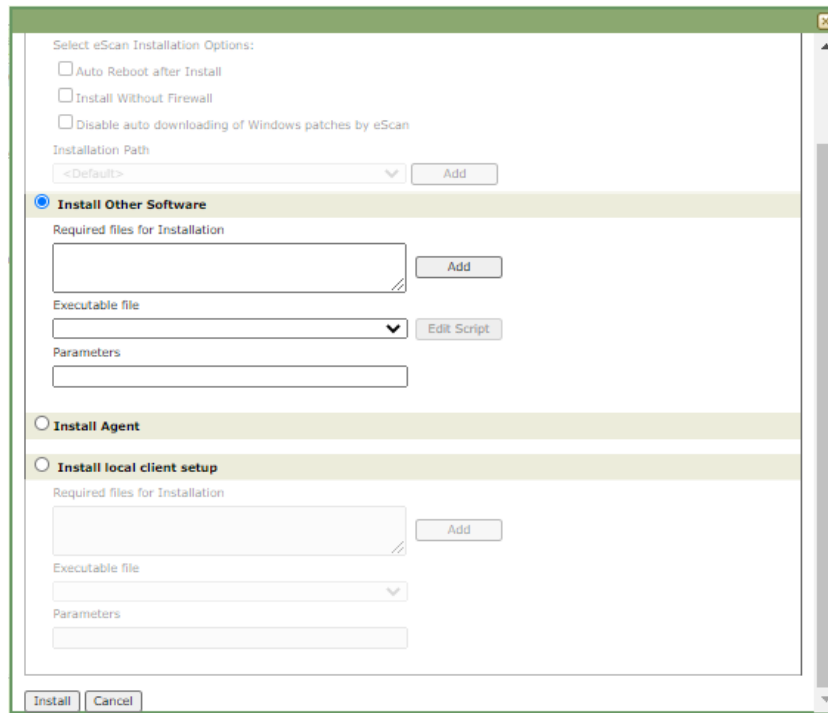 Select eScan Installation Options:
Auto Reboot after Install
Install Without Firewall
Disable auto downloading of Windows patches by eScan
Installation Path
<Default> Add
Install Other Software
Required files for Installation
Add
Executable file
Edit Script
Parameters
Install Agent
Install local client setup
Required files for Installation
Add
Executable file
Parameters
Install Cancel